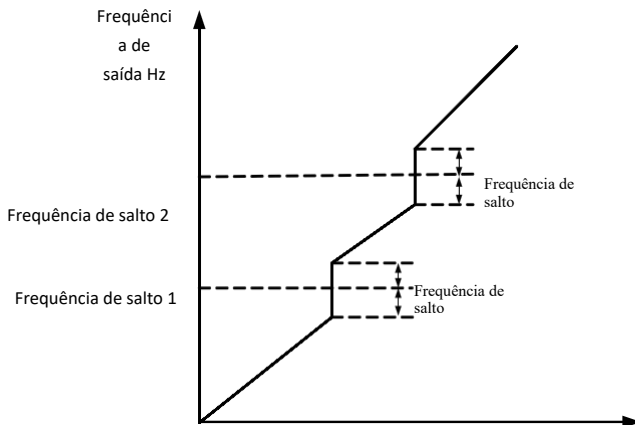 Frequênci
a de
saída Hz
Frequência de
salto
Frequência de salto 2
Frequência de salto 1
Frequência de
salto